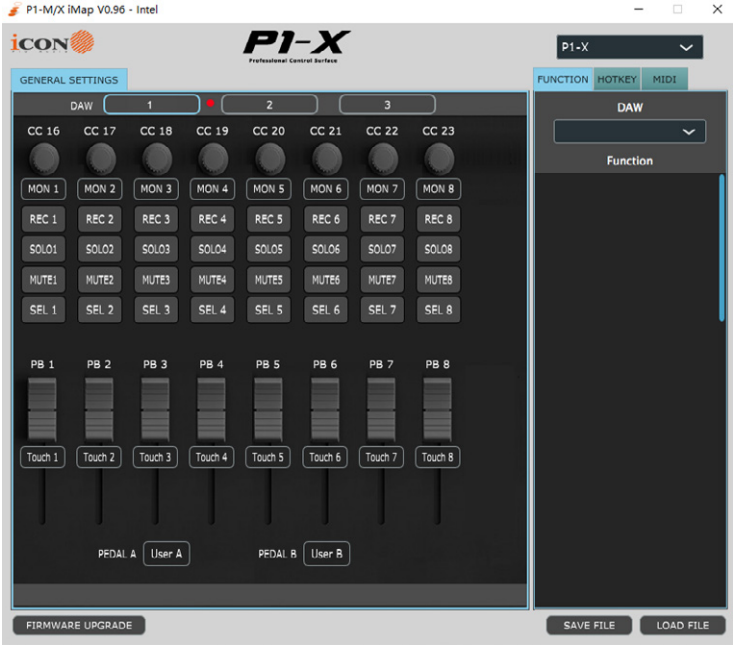 P1-M/X iMap V0.96 - Intel
iCON
P1-X
Professional Control Surface
P1-X
GENERAL SETTINGS
FUNCTION HOTKEY MIDI
DAW 1 2 3
DAW
CC 16 CC 17 CC 18 CC 19 CC 20 CC 21 CC 22 CC 23
Function
MON 1 MON 2 MON 3 MON 4 MON 5 MON 6 MON 7 MON 8
REC 1 REC 2 REC 3 REC 4 REC 5 REC 6 REC 7 REC 8
SOLO1 SOLO2 SOLO3 SOLO4 SOLO5 SOLO6 SOLO7 SOLO8
MUTE1 MUTE2 MUTE3 MUTE4 MUTE5 MUTE6 MUTE7 MUTE8
SEL 1 SEL 2 SEL 3 SEL 4 SEL 5 SEL 6 SEL 7 SEL 8
PB 1 PB 2 PB 3 PB 4 PB 5 PB 6 PB 7 PB 8
Touch 1 Touch 2 Touch 3 Touch 4 Touch 5 Touch 6 Touch 7 Touch 8
PEDAL A User A PEDAL B User B
FIRMWARE UPGRADE SAVE FILE LOAD FILE